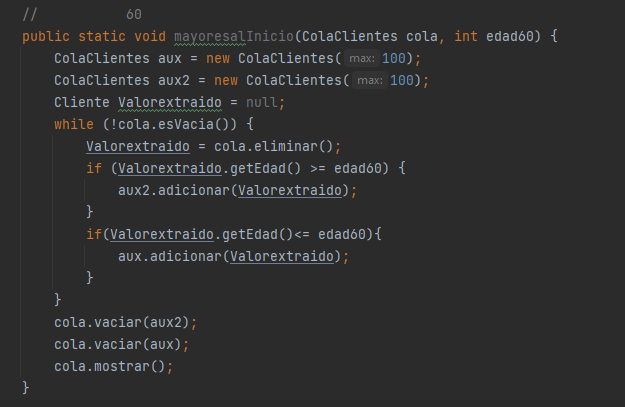 //           60
public static void mayoresalInicio(ColaClientes cola, int edad60) {
    ColaClientes aux = new ColaClientes( max: 100);
    ColaClientes aux2 = new ColaClientes( max: 100);
    Cliente Valorextraido = null;
    while (!cola.esVacia()) {
        Valorextraido = cola.eliminar();
        if (Valorextraido.getEdad() >= edad60) {
            aux2.adicionar(Valorextraido);
        }
        if(Valorextraido.getEdad()<= edad60){
            aux.adicionar(Valorextraido);
        }
    }
    cola.vaciar(aux2);
    cola.vaciar(aux);
    cola.mostrar();
}